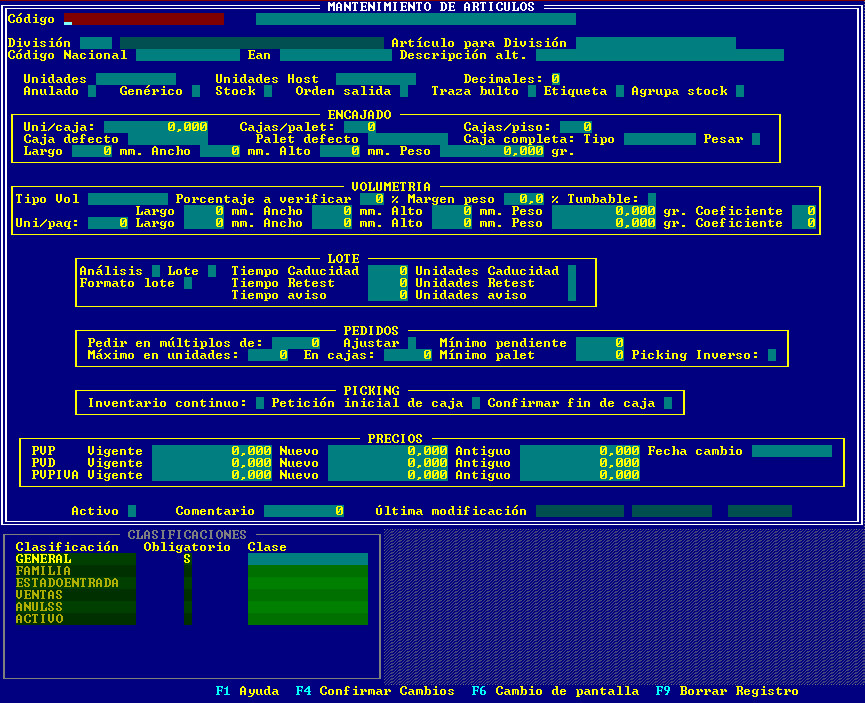 MANTENIMIENTO DE ARTICULOS
Código
División Artículo para División
Código Nacional Ean Descripción alt.
Unidades Unidades Host Decimales: 0
Anulado Genérico Stock Orden salida Traza bulto Etiqueta Agrupa stock
ENCAJADO
Uni/caja: 0,000 Cajas/palet: 0 Cajas/piso: 0
Caja defecto Palet defecto Caja completa: Tipo Pesar
Largo 0 mm. Ancho 0 mm. Alto 0 mm. Peso 0,000 gr.
VOLUMETRIA
Tipo Vol Porcentaje a verificar 0 % Margen peso 0,0 % Tumbable:
Largo 0 mm. Ancho 0 mm. Alto 0 mm. Peso 0,000 gr. Coeficiente 0
Uni/paq: 0 Largo 0 mm. Ancho 0 mm. Alto 0 mm. Peso 0,000 gr. Coeficiente 0
LOTE
Análisis Lote Tiempo Caducidad 0 Unidades Caducidad
Formato lote Tiempo Retest 0 Unidades Retest
Tiempo aviso 0 Unidades aviso
PEDIDOS
Pedir en múltiplos de: 0 Ajustar Mínimo pendiente 0
Máximo en unidades: 0 En cajas: 0 Mínimo palet 0 Picking Inverso:
PICKING
Inventario continuo: Petición inicial de caja Confirmar fin de caja
PRECIOS
PVP Vigente 0,000 Nuevo 0,000 Antiguo 0,000 Fecha cambio
PVD Vigente 0,000 Nuevo 0,000 Antiguo 0,000
PVPIVA Vigente 0,000 Nuevo 0,000 Antiguo 0,000
Activo Comentario 0 Última modificación
CLASIFICACIONES
Clasificación Obligatorio Clase
GENERAL S
FAMILIA
ESTADOENTRADA
VENTAS
ANULSS
ACTIVO
F1 Ayuda F4 Confirmar Cambios F6 Cambio de pantalla F9 Borrar Registro